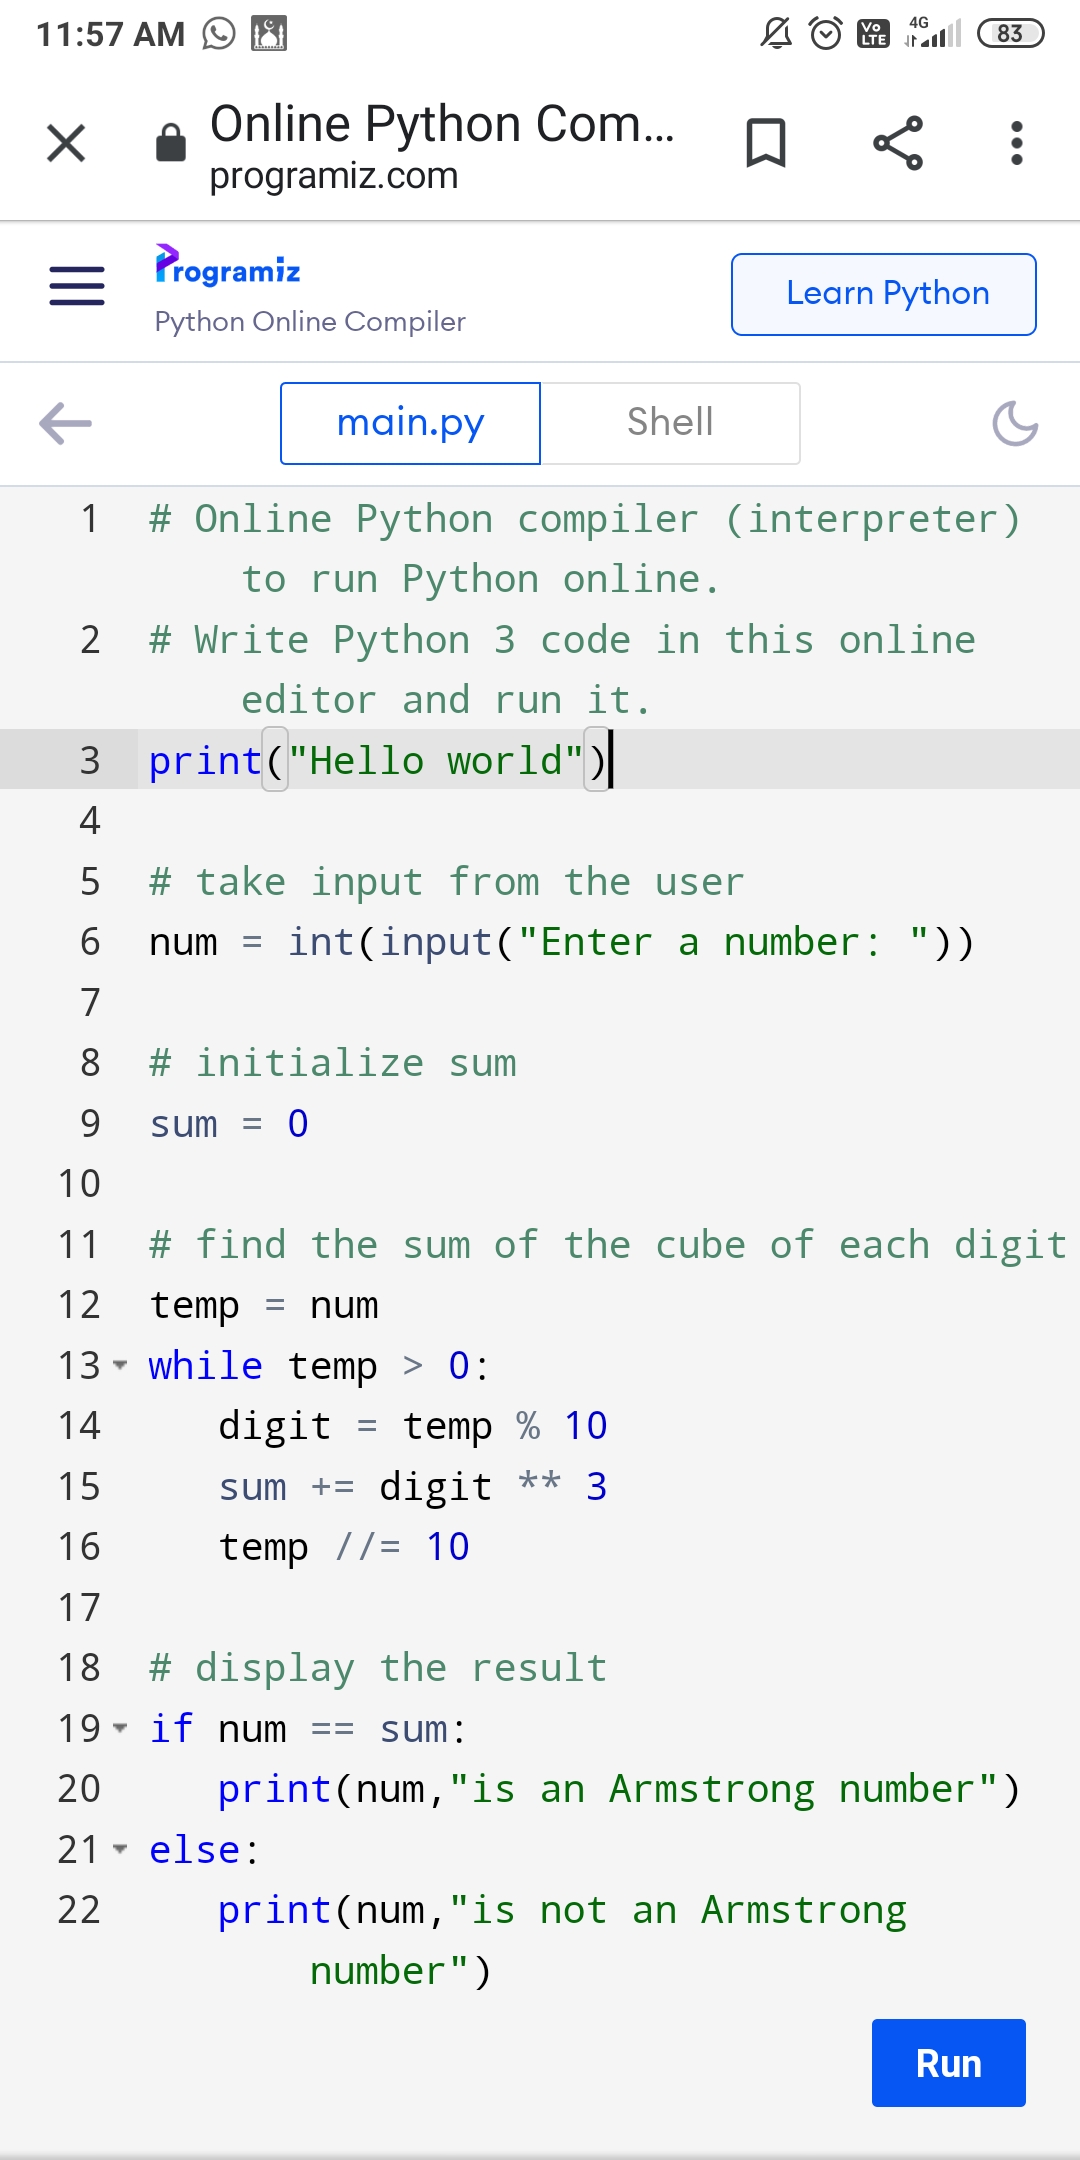 11:57 AM
4G
Vo LTE
83
Online Python Com...
programiz.com
Programiz
Python Online Compiler
Learn Python
main.py
Shell
1 # Online Python compiler (interpreter)
to run Python online.
2 # Write Python 3 code in this online
editor and run it.
3 print("Hello world")
4
5 # take input from the user
6 num = int(input("Enter a number: "))
7
8 # initialize sum
9 sum = 0
10
11 # find the sum of the cube of each digit
12 temp = num
13 while temp > 0:
14 digit = temp % 10
15 sum += digit ** 3
16 temp //= 10
17
18 # display the result
19 if num == sum:
20 print(num,"is an Armstrong number")
21 else:
22 print(num,"is not an Armstrong
number")
Run